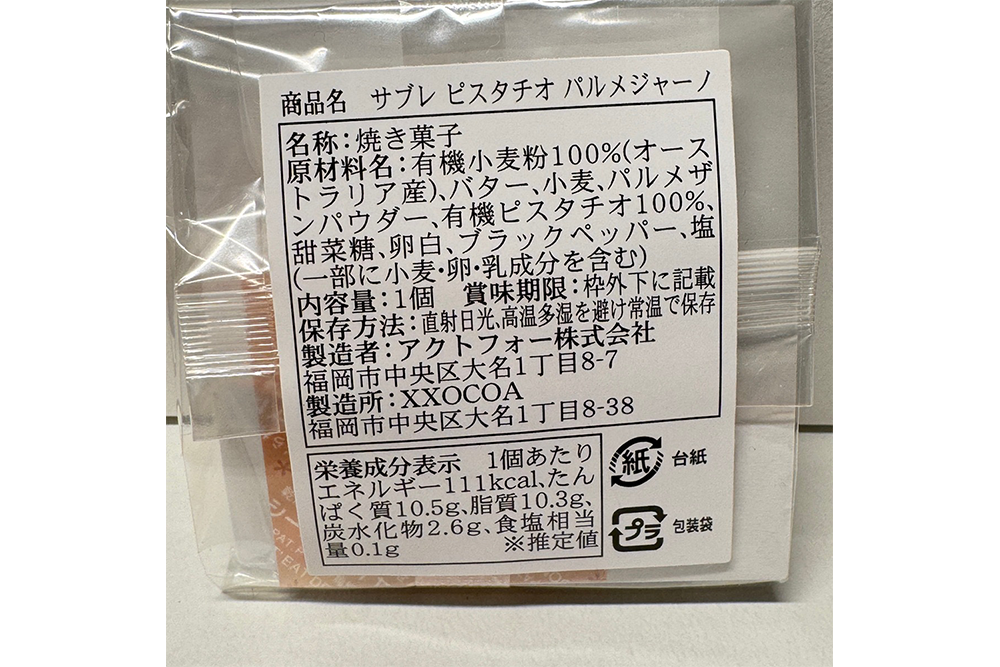 商品名 サブレ ピスタチオ パルメジャーノ
名称：焼き菓子
原材料名：有機小麦粉100%(オース
トラリア産)、バター、小麦、パルメザ
ンパウダー、有機ピスタチオ100%、
甜菜糖、卵白、ブラックペッパー、塩
(一部に小麦・卵・乳成分を含む)
内容量：1個 賞味期限：枠外下に記載
保存方法：直射日光、高温多湿を避け常温で保存
製造者：アクトフォー株式会社
福岡市中央区大名1丁目8-7
製造所：XXOCOA
福岡市中央区大名1丁目8-38
栄養成分表示 1個あたり
エネルギー111kcal、たん
ぱく質10.5g、脂質10.3g、
炭水化物2.6g、食塩相当
量0.1g ※推定値
紙 台紙
プラ 包装袋